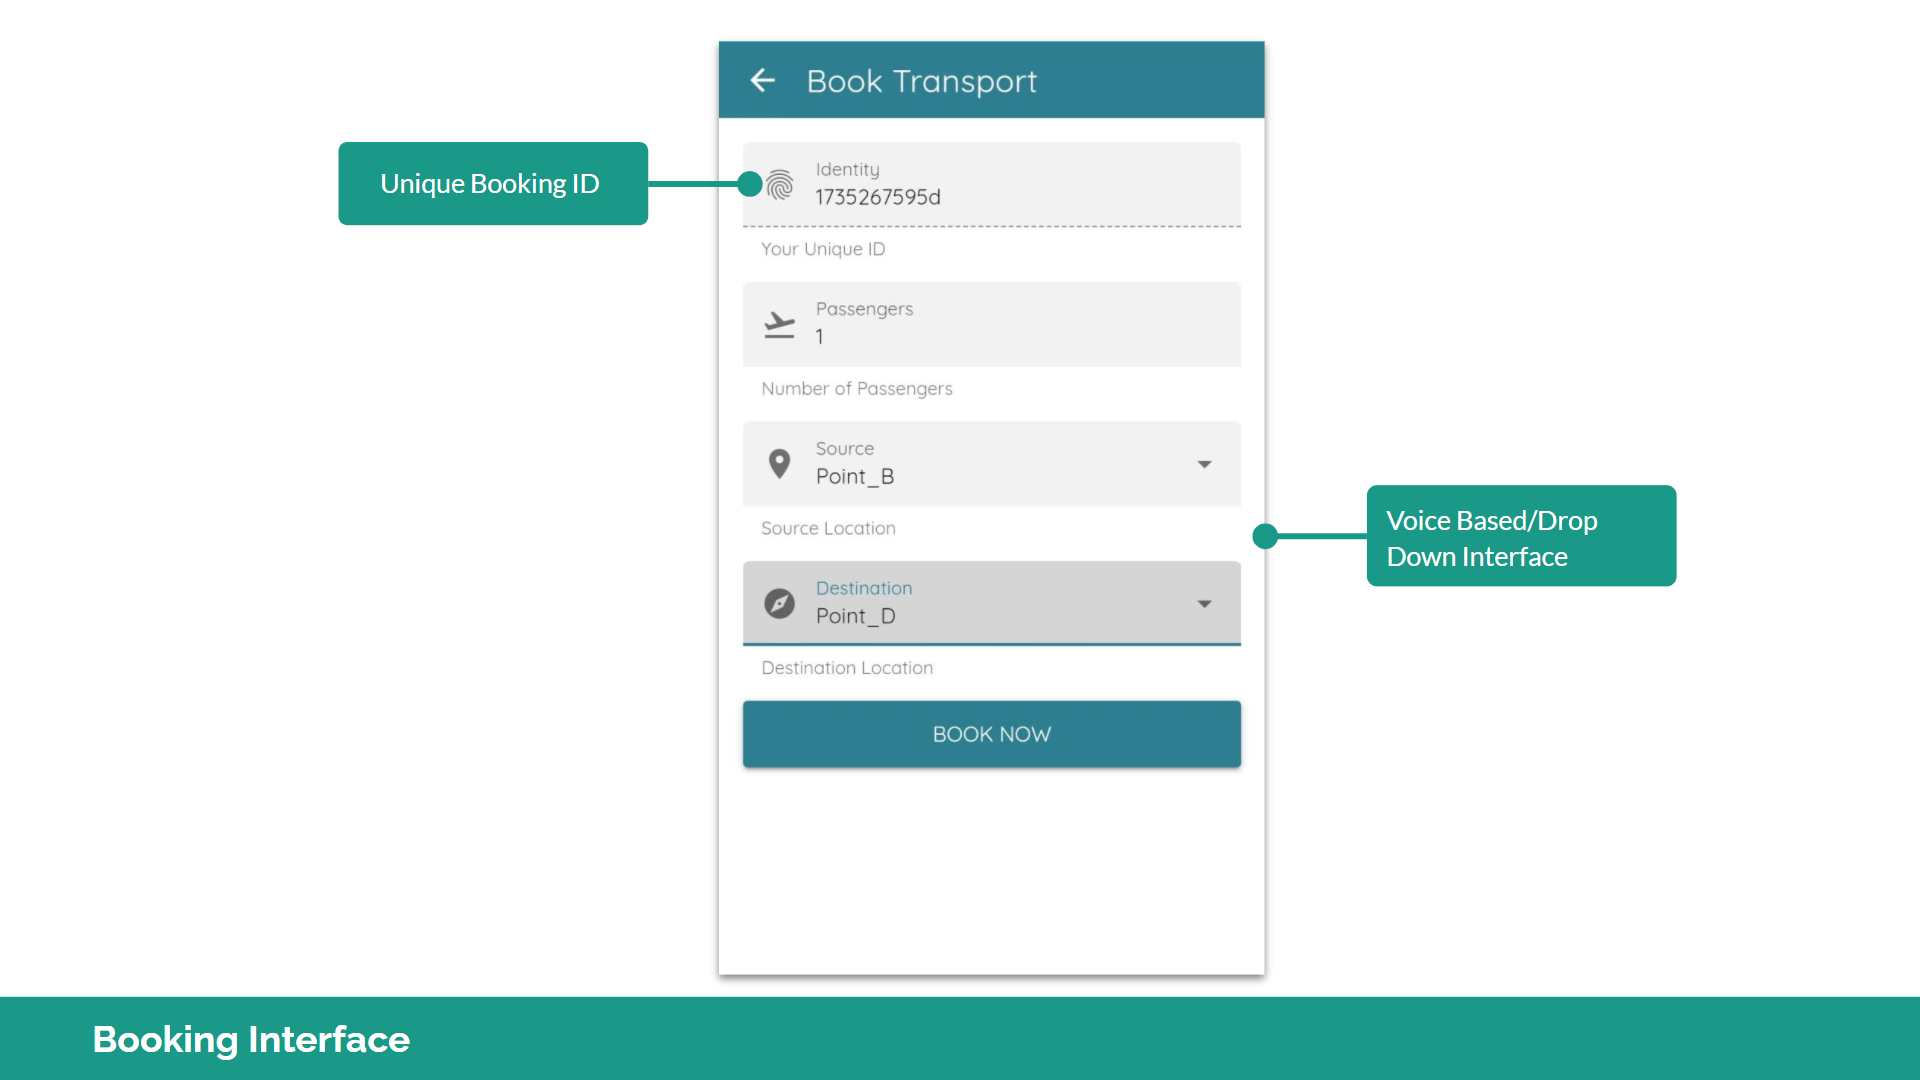 Book Transport
Unique Booking ID
Identity
1735267595d
Your Unique ID
Passengers
1
Number of Passengers
Source
Point_B
Source Location
Voice Based/Drop
Down Interface
Destination
Point_D
Destination Location
BOOK NOW
Booking Interface